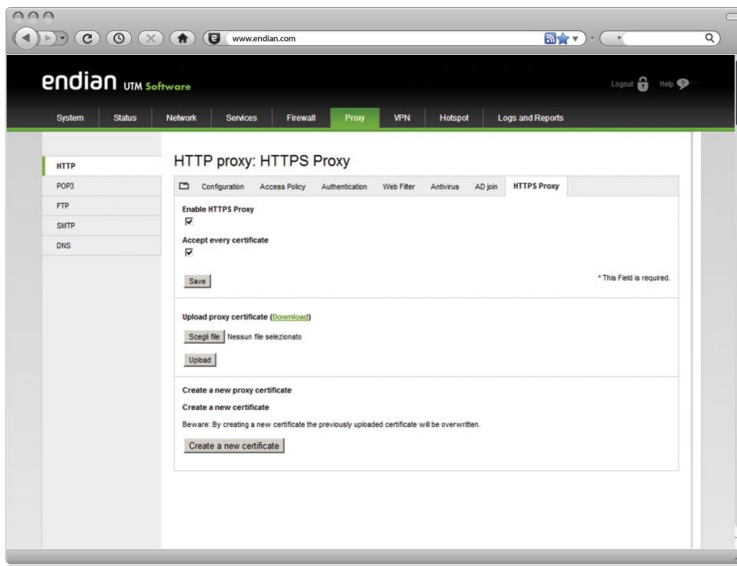 www.endian.com
endian UTM Software
Logout Help
System Status Network Services Firewall Proxy VPN Hotspot Logs and Reports
HTTP
POP3
FTP
SMTP
DNS
HTTP proxy: HTTPS Proxy
Configuration Access Policy Authentication Web Filter Antivirus AD join HTTPS Proxy
Enable HTTPS Proxy
Accept every certificate
Save * This Field is required.
Upload proxy certificate (Download)
Scegli file Nessun file selezionato
Upload
Create a new proxy certificate
Create a new certificate
Beware: By creating a new certificate the previously uploaded certificate will be overwritten.
Create a new certificate